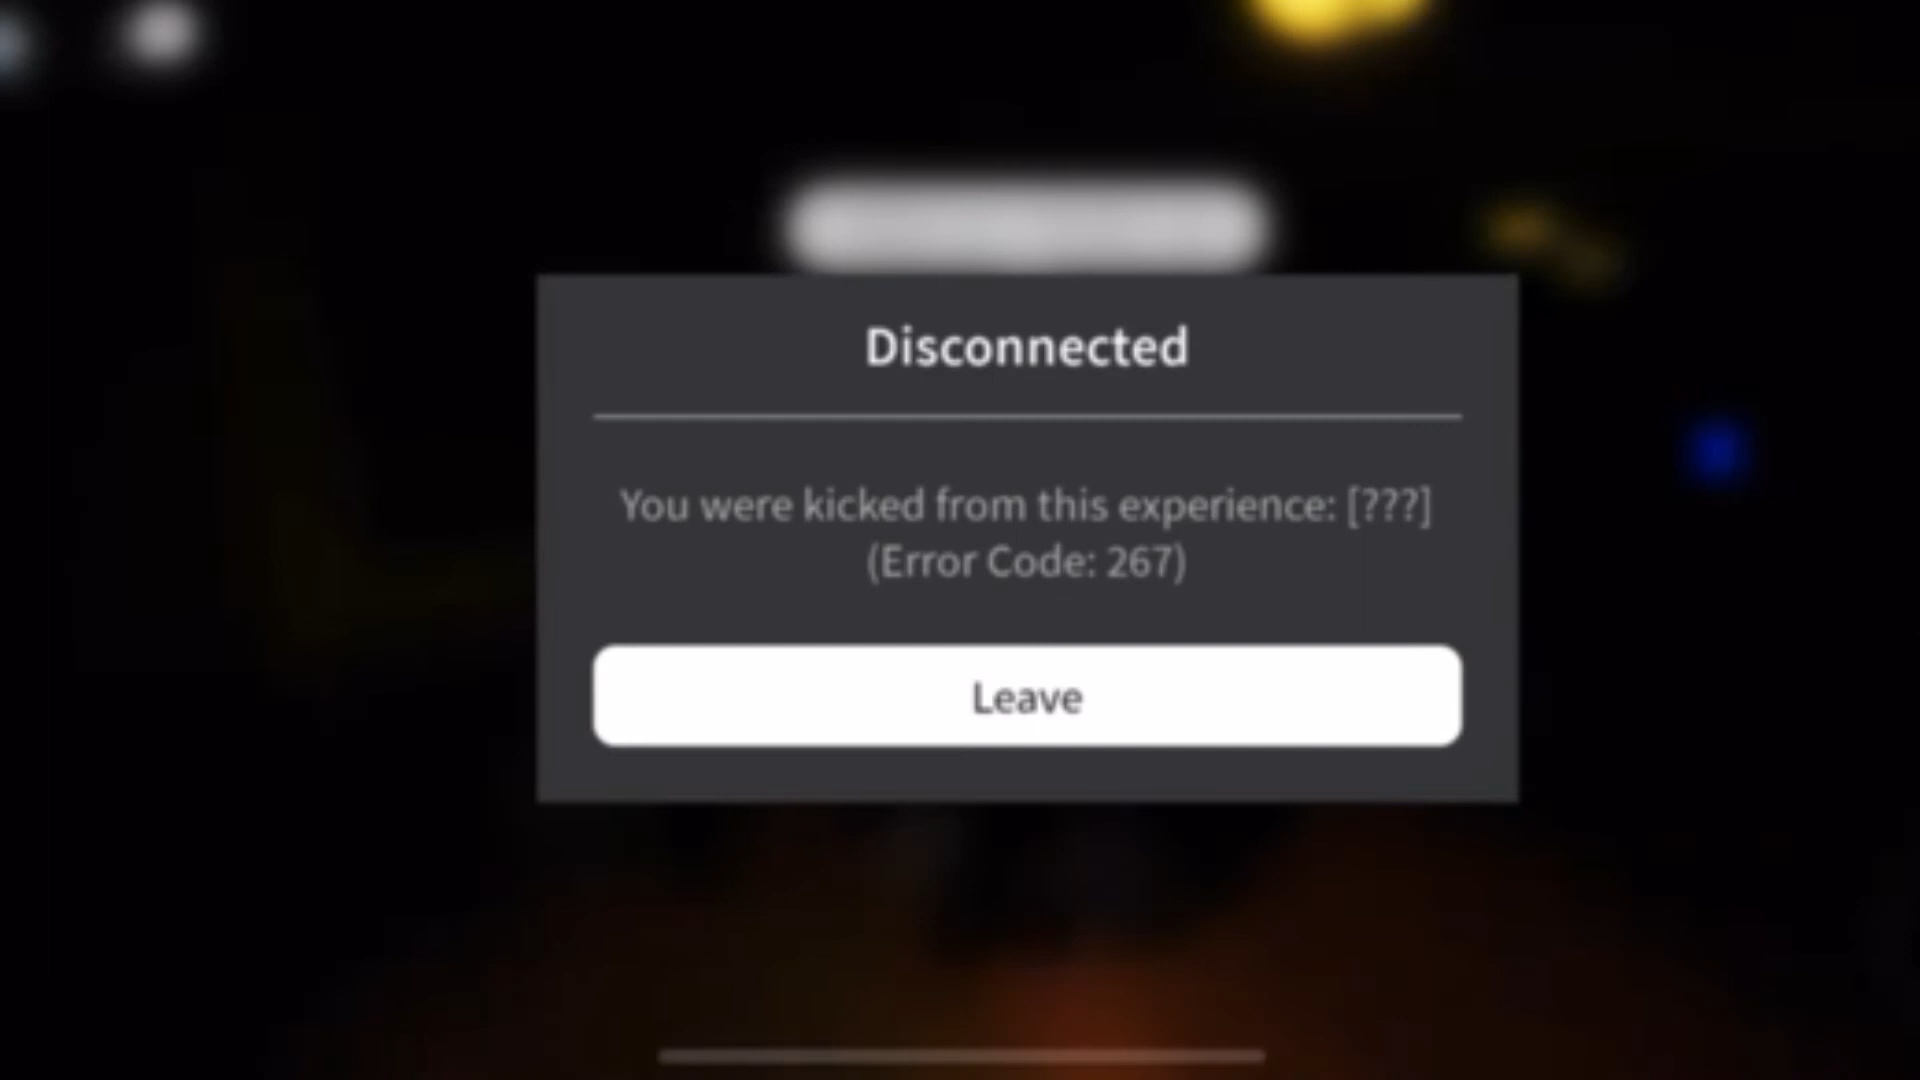 Disconnected
You were kicked from this experience: [???]
(Error Code: 267)
Leave